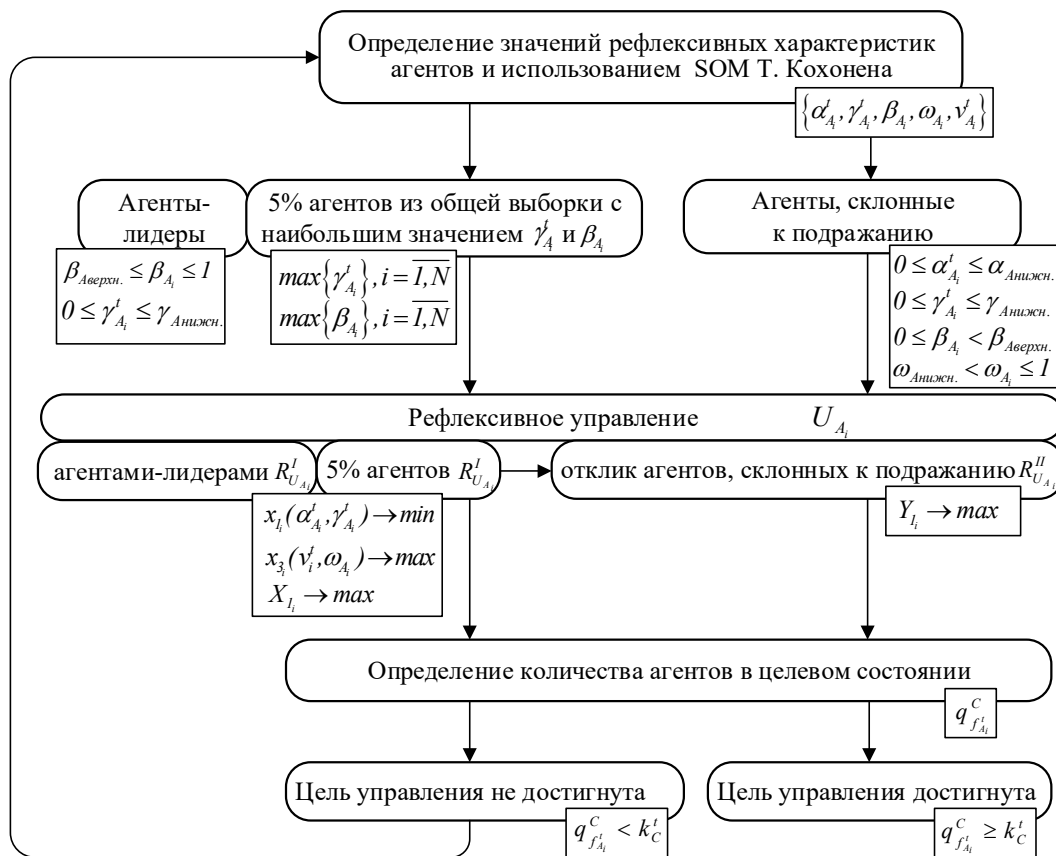 Определение значений рефлексивных характеристик
агентов и использованием SOM Т. Кохонена
{α^t_{A_i}, γ^t_{A_i}, β_{A_i}, ω_{A_i}, ν^t_{A_i}}
Агенты-
лидеры
β_{Aверхн.} ≤ β_{A_i} ≤ 1
0 ≤ γ^t_{A_i} ≤ γ_{Aнижн.}
5% агентов из общей выборки с
наибольшим значением γ^t_{A_i} и β_{A_i}
max{γ^t_{A_i}}, i = \overline{1,N}
max{β_{A_i}}, i = \overline{1,N}
Агенты, склонные
к подражанию
0 ≤ α^t_{A_i} ≤ α_{Aнижн.}
0 ≤ γ^t_{A_i} ≤ γ_{Aнижн.}
0 ≤ β_{A_i} < β_{Aверхн.}
ω_{Aнижн.} < ω_{A_i} ≤ 1
Рефлексивное управление U_{A_i}
агентами-лидерами R^I_{U_{A_i}}
5% агентов R^I_{U_{A_i}}
отклик агентов, склонных к подражанию R^{II}_{U_{A_i}}
x_{1_i}(α^t_{A_i}, γ^t_{A_i}) → min
x_{3_i}(ν^t_i, ω_{A_i}) → max
X_{1_i} → max
Y_{1_i} → max
Определение количества агентов в целевом состоянии
q^C_{f^t_{A_i}}
Цель управления не достигнута
q^C_{f^t_{A_i}} < k^t_C
Цель управления достигнута
q^C_{f^t_{A_i}} ≥ k^t_C